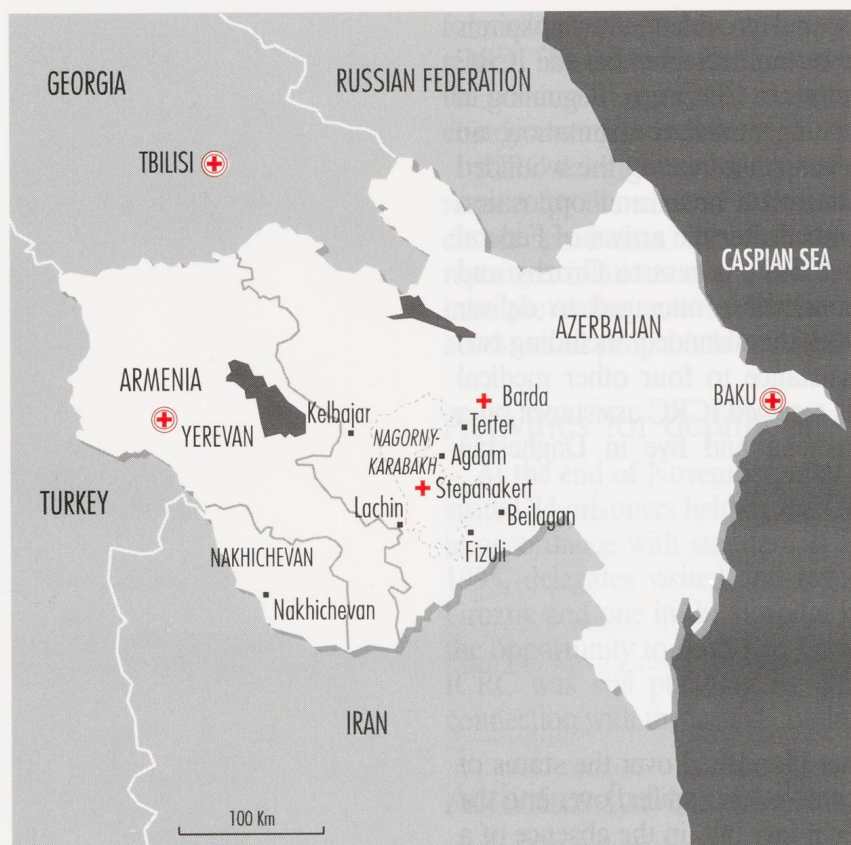 GEORGIA
RUSSIAN FEDERATION
TBILISI
CASPIAN SEA
AZERBAIJAN
ARMENIA
BAKU
Barda
Kelbajar
YEREVAN
Terter
NAGORNY-
KARABAKH
Agdam
TURKEY
Stepanakert
Lachin
Beilagan
Fizuli
NAKHICHEVAN
Nakhichevan
IRAN
100 Km